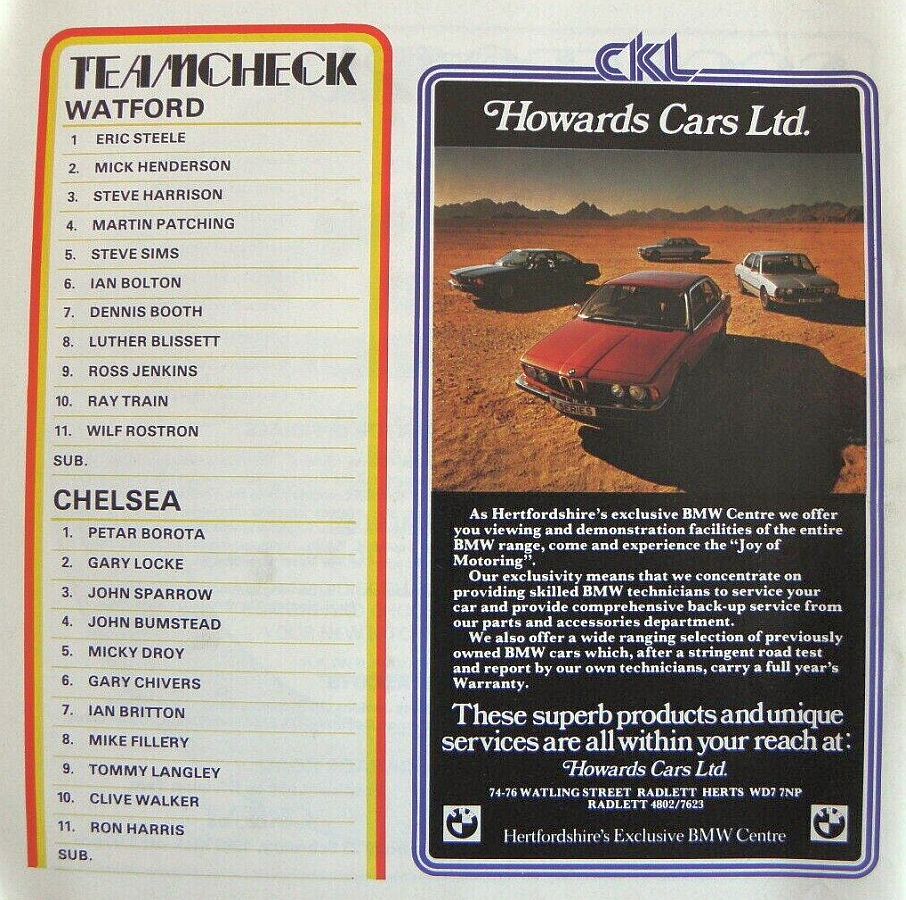 TEAMCHECK
WATFORD
1 ERIC STEELE
2. MICK HENDERSON
3. STEVE HARRISON
4. MARTIN PATCHING
5. STEVE SIMS
6. IAN BOLTON
7. DENNIS BOOTH
8. LUTHER BLISSETT
9. ROSS JENKINS
10. RAY TRAIN
11. WILF ROSTRON
SUB.
CHELSEA
1. PETAR BOROTA
2. GARY LOCKE
3. JOHN SPARROW
4. JOHN BUMSTEAD
5. MICKY DROY
6. GARY CHIVERS
7. IAN BRITTON
8. MIKE FILLERY
9. TOMMY LANGLEY
10. CLIVE WALKER
11. RON HARRIS
SUB.
CKL
Howards Cars Ltd.
7 SERIES
As Hertfordshire's exclusive BMW Centre we offer
you viewing and demonstration facilities of the entire
BMW range, come and experience the "Joy of
Motoring".
Our exclusivity means that we concentrate on
providing skilled BMW technicians to service your
car and provide comprehensive back-up service from
our parts and accessories department.
We also offer a wide ranging selection of previously
owned BMW cars which, after a stringent road test
and report by our own technicians, carry a full year's
Warranty.
These superb products and unique
services are all within your reach at:
Howards Cars Ltd.
74-76 WATLING STREET RADLETT HERTS WD7 7NP
RADLETT 4802/7623
Hertfordshire's Exclusive BMW Centre